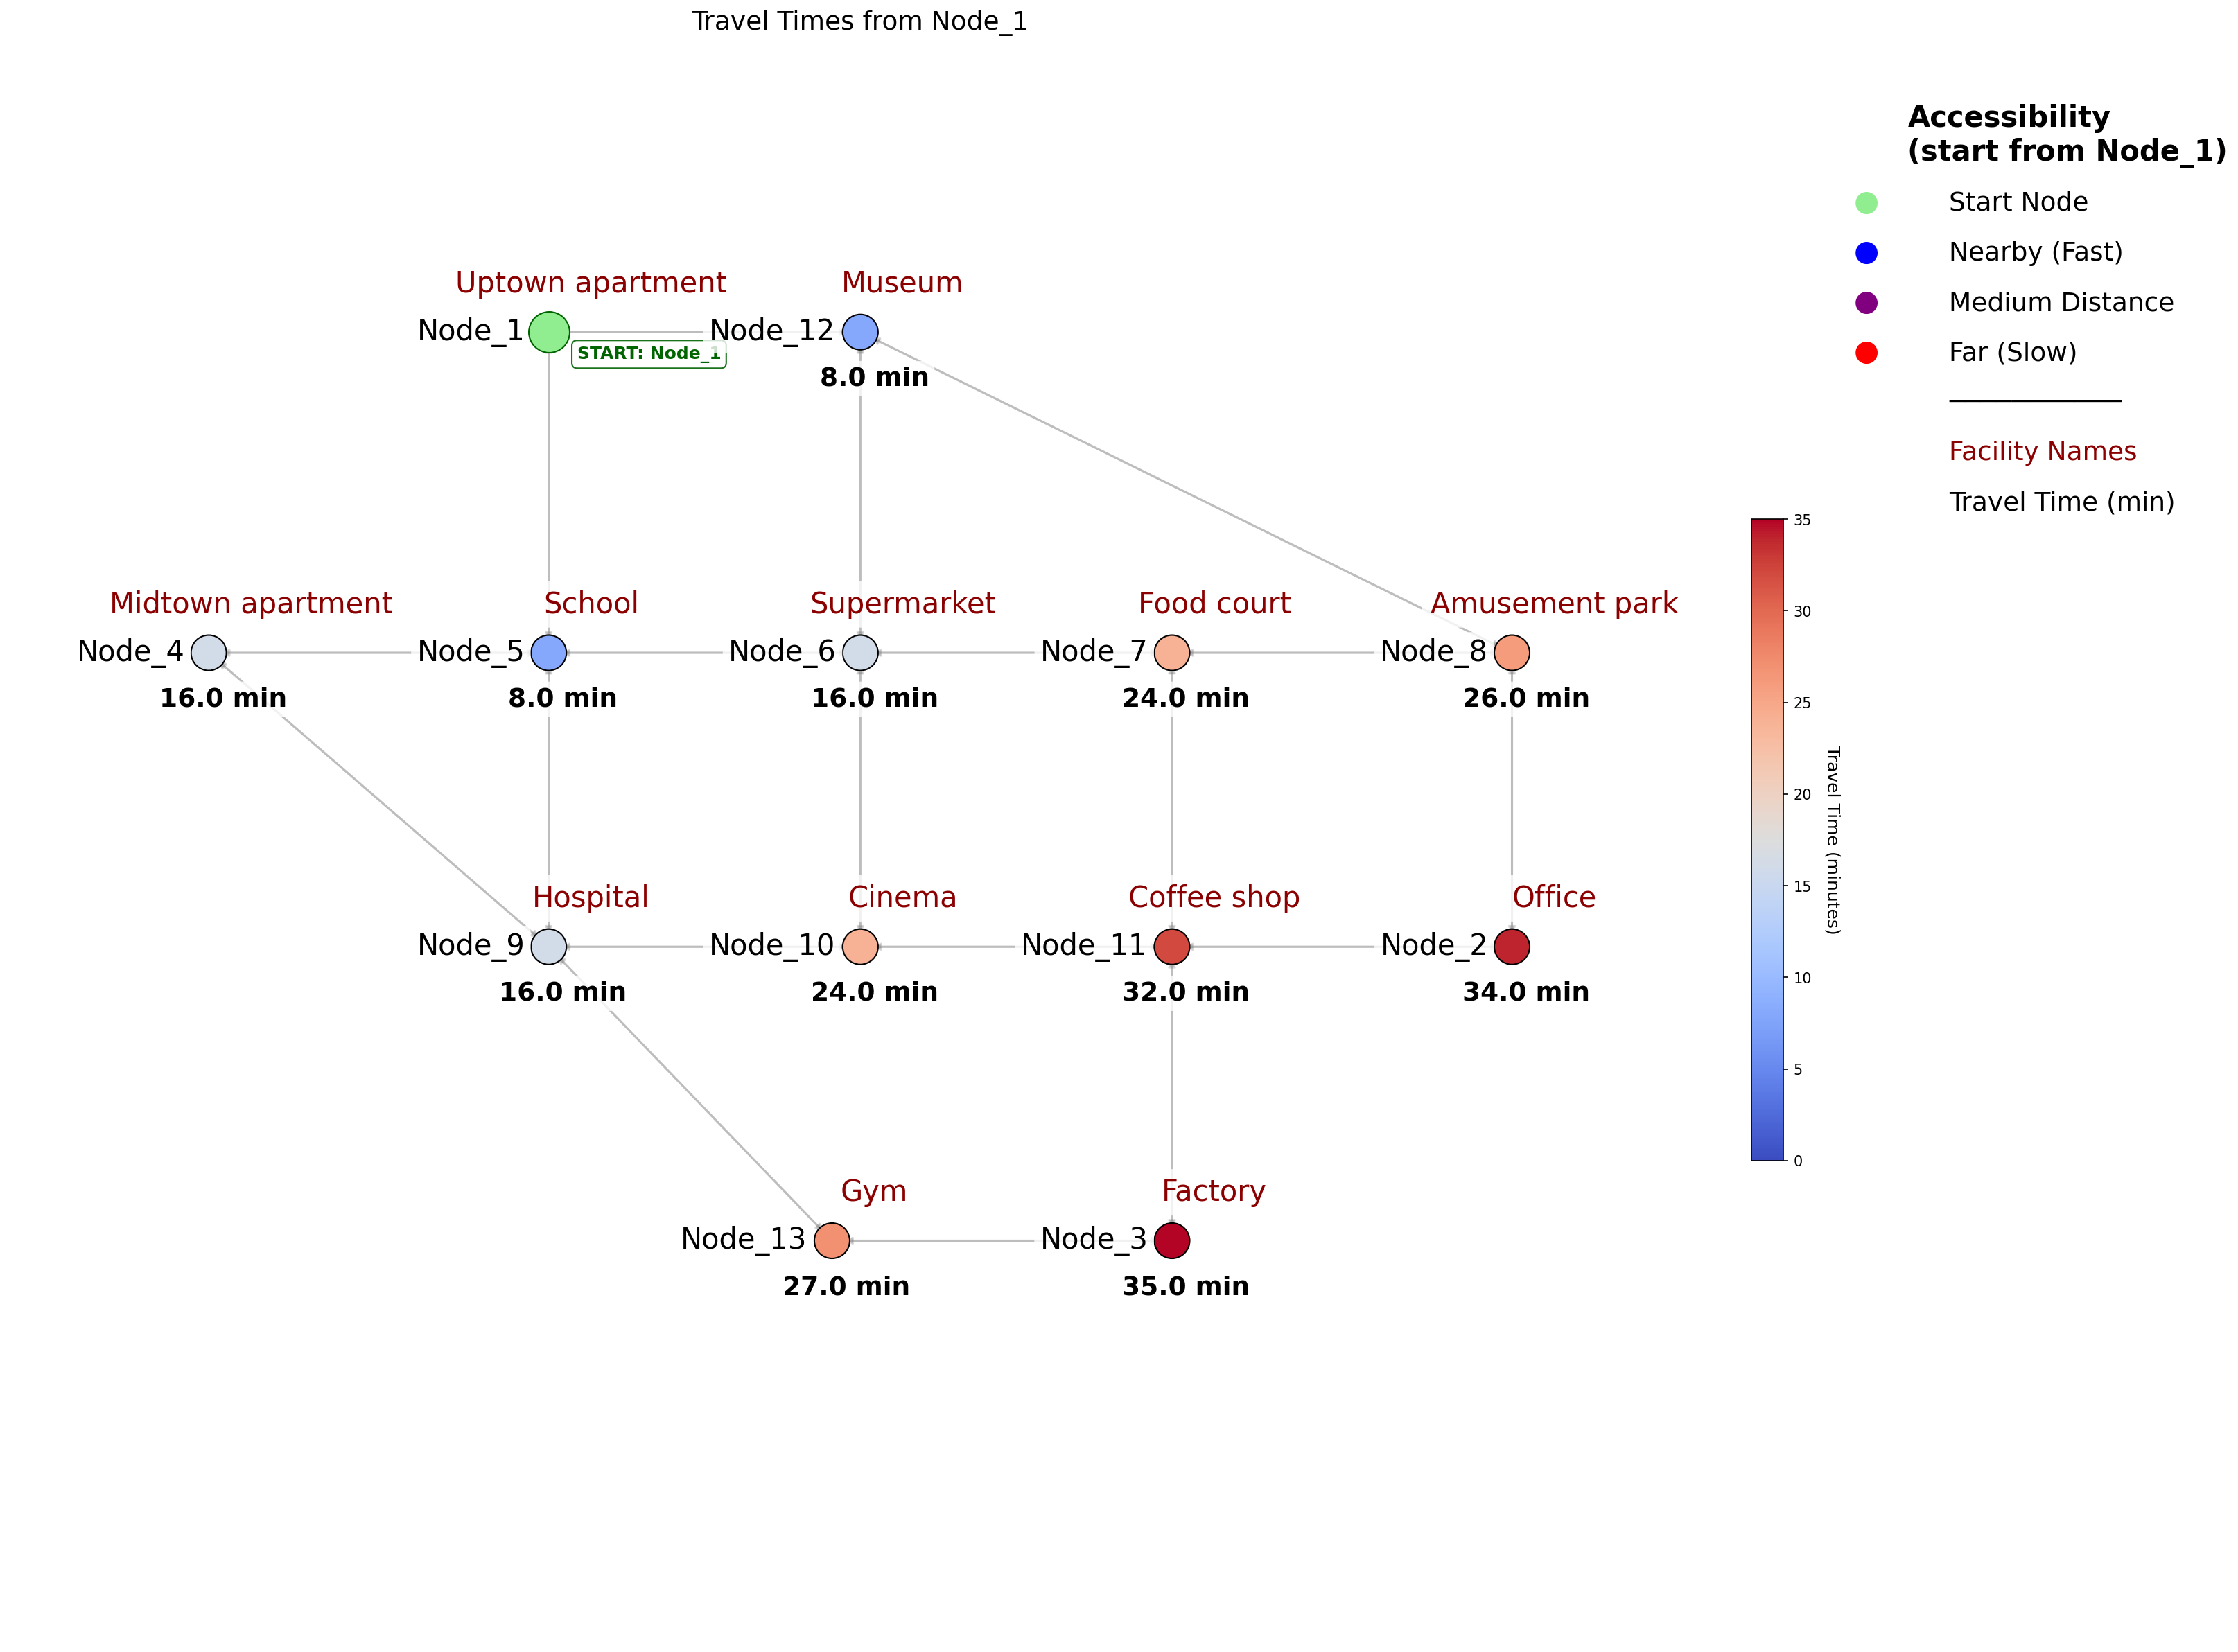 Travel Times from Node_1
Accessibility
(start from Node_1)
Start Node
Nearby (Fast)
Medium Distance
Far (Slow)
Facility Names
Travel Time (min)
Uptown apartment
Museum
Node_1
Node_12
START: Node_1
8.0 min
Midtown apartment
School
Supermarket
Food court
Amusement park
Node_4
Node_5
Node_6
Node_7
Node_8
16.0 min
8.0 min
16.0 min
24.0 min
26.0 min
Hospital
Cinema
Coffee shop
Office
Node_9
Node_10
Node_11
Node_2
16.0 min
24.0 min
32.0 min
34.0 min
Gym
Factory
Node_13
Node_3
27.0 min
35.0 min
35
30
25
20
15
10
5
0
Travel Time (minutes)